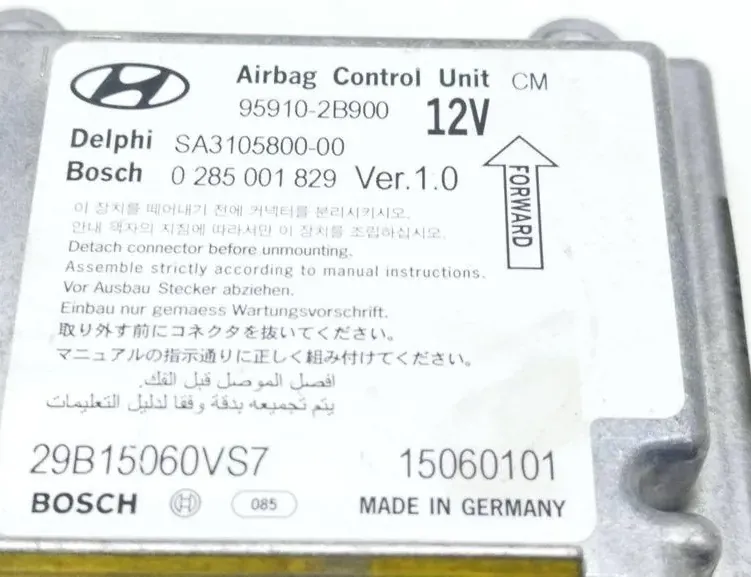 Airbag Control Unit CM
95910-2B900 12V
Delphi SA3105800-00
Bosch 0 285 001 829 Ver.1.0
FORWARD
이 장치를 떼어내기 전에 커넥터를 분리시키시오.
안내 책자의 지침에 따라서만 이 장치를 조립하십시오.
Detach connector before unmounting.
Assemble strictly according to manual instructions.
Vor Ausbau Stecker abziehen.
Einbau nur gemaess Wartungsvorschrift.
取り外す前にコネクタを抜いてください。
マニュアルの指示通りに正しく組み付けてください。
افصل الموصل قبل الفك.
يتم تجميعه بدقة وفقا لدليل التعليمات
29B15060VS7 15060101
BOSCH 085 MADE IN GERMANY